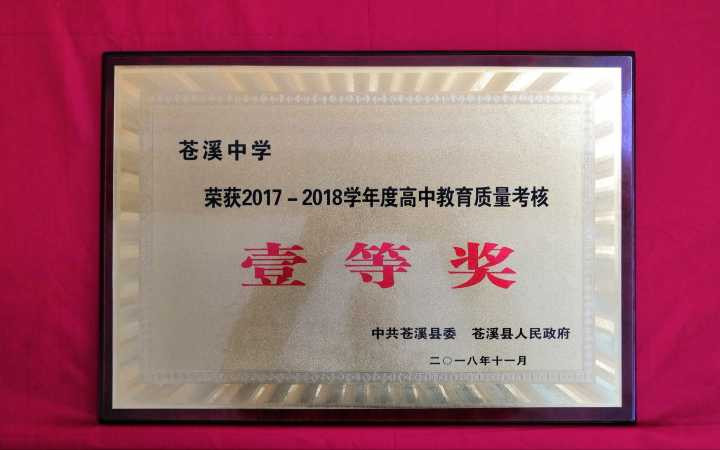 苍溪中学
荣获2017－2018学年度高中教育质量考核
壹等奖
中共苍溪县委 苍溪县人民政府
二〇一八年十一月